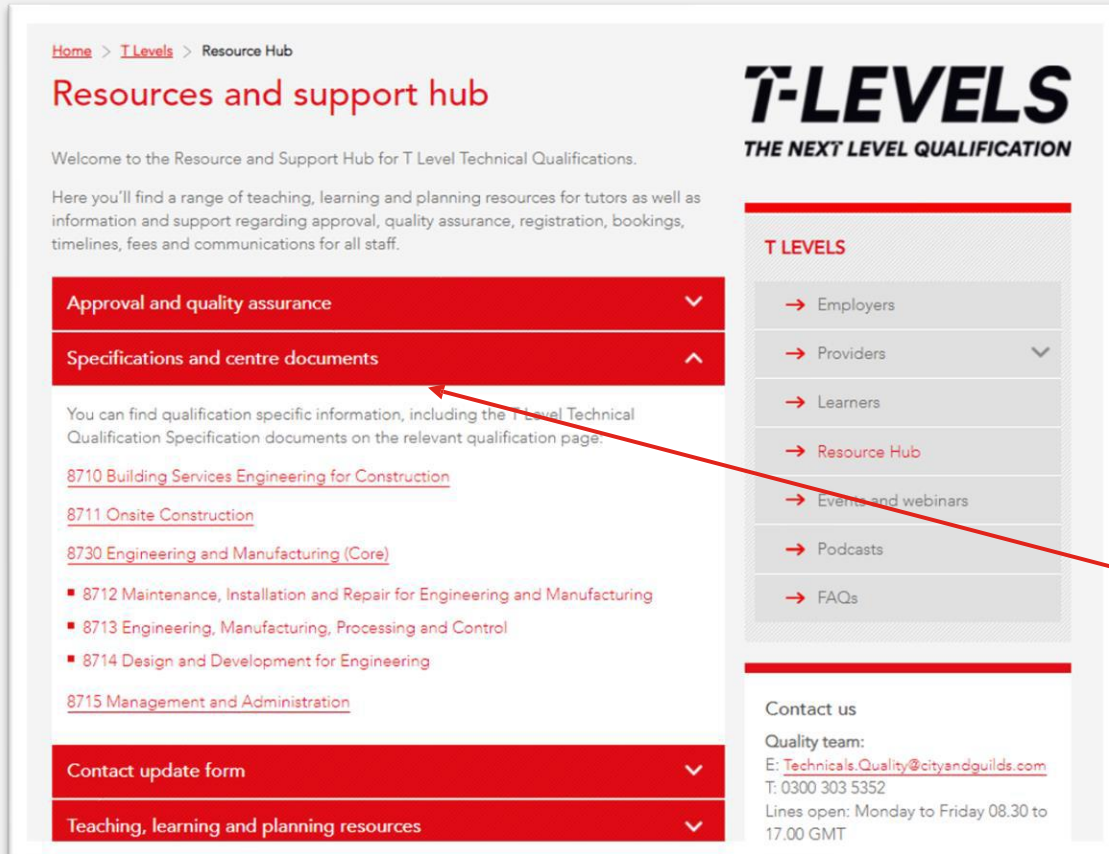 Home > T Levels > Resource Hub
Resources and support hub
Welcome to the Resource and Support Hub for T Level Technical Qualifications.
Here you'll find a range of teaching, learning and planning resources for tutors as well as
information and support regarding approval, quality assurance, registration, bookings,
timelines, fees and communications for all staff.
Approval and quality assurance
Specifications and centre documents
You can find qualification specific information, including the T Level Technical
Qualification Specification documents on the relevant qualification page.
8710 Building Services Engineering for Construction
8711 Onsite Construction
8730 Engineering and Manufacturing (Core)
8712 Maintenance, Installation and Repair for Engineering and Manufacturing
8713 Engineering, Manufacturing, Processing and Control
8714 Design and Development for Engineering
8715 Management and Administration
Contact update form
Teaching, learning and planning resources
T-LEVELS
THE NEXT LEVEL QUALIFICATION
T LEVELS
Employers
Providers
Learners
Resource Hub
Events and webinars
Podcasts
FAQs
Contact us
Quality team:
E: Technicals.Quality@cityandguilds.com
T: 0300 303 5352
Lines open: Monday to Friday 08.30 to
17.00 GMT